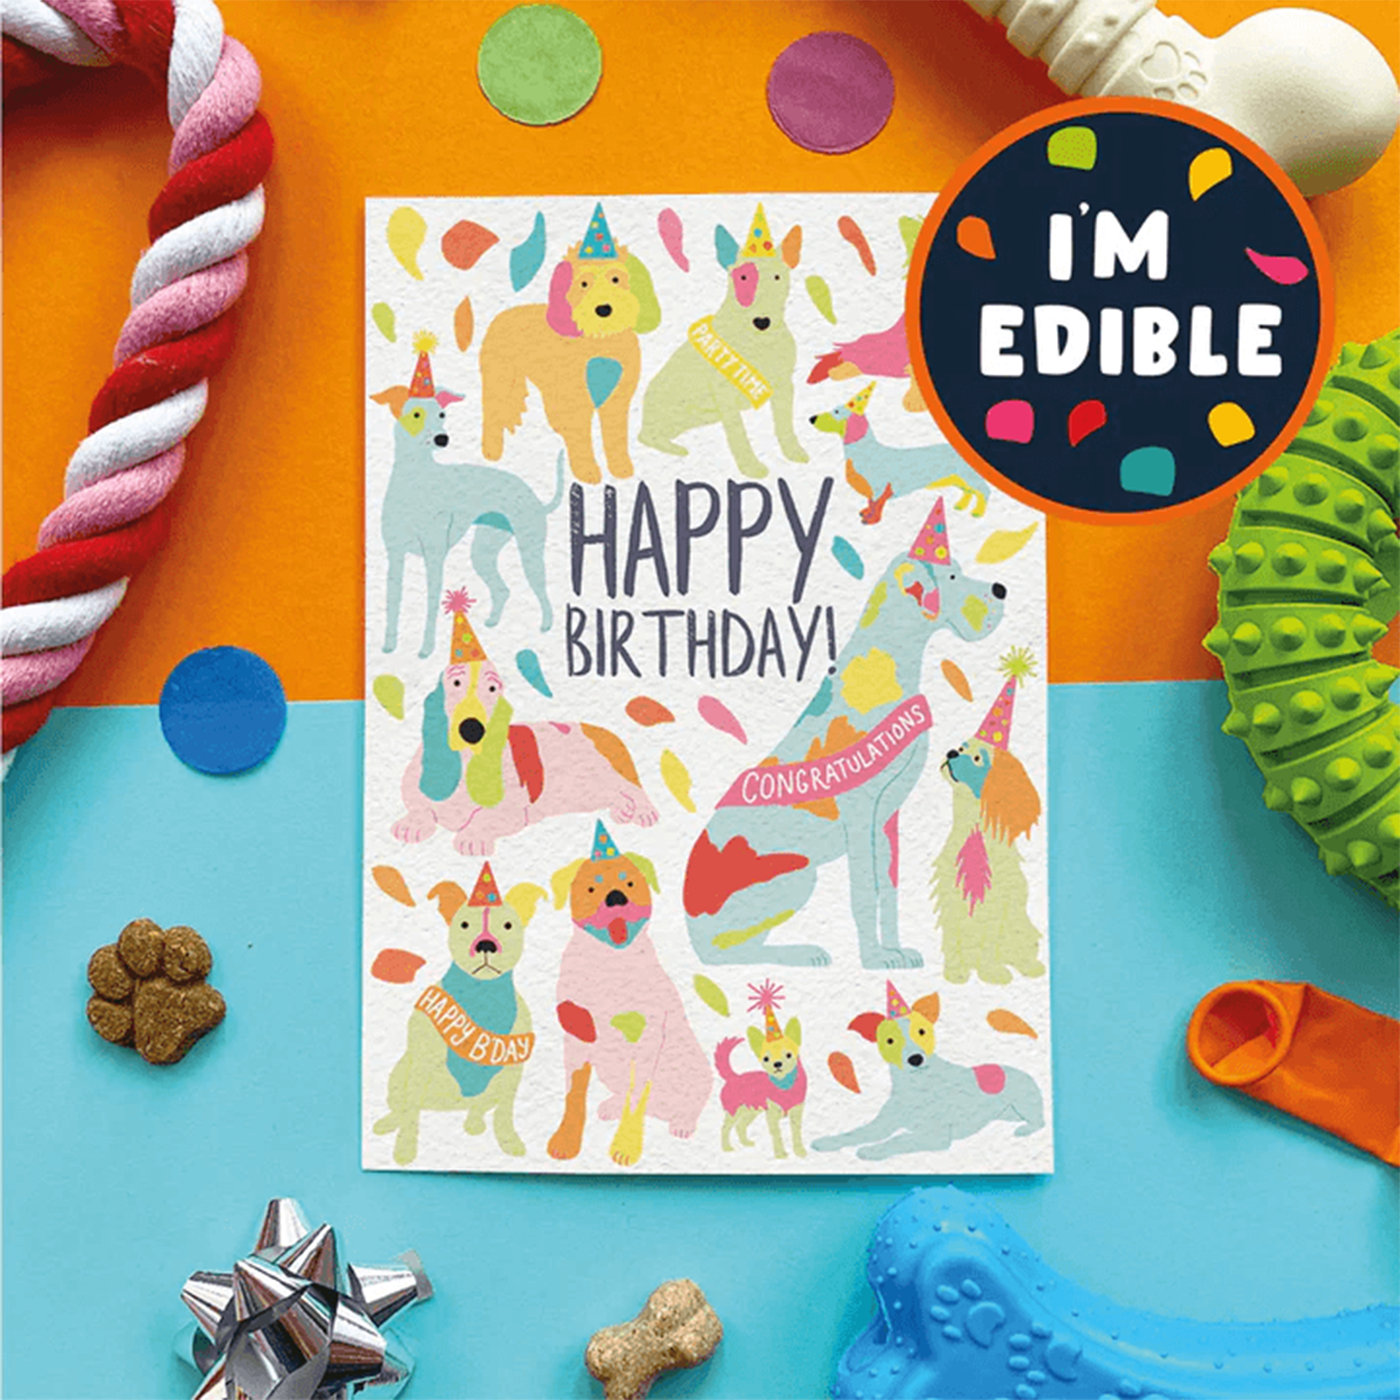 I'M
EDIBLE
PARTY TIME
HAPPY
BIRTHDAY!
CONGRATULATIONS
HAPPY B'DAY